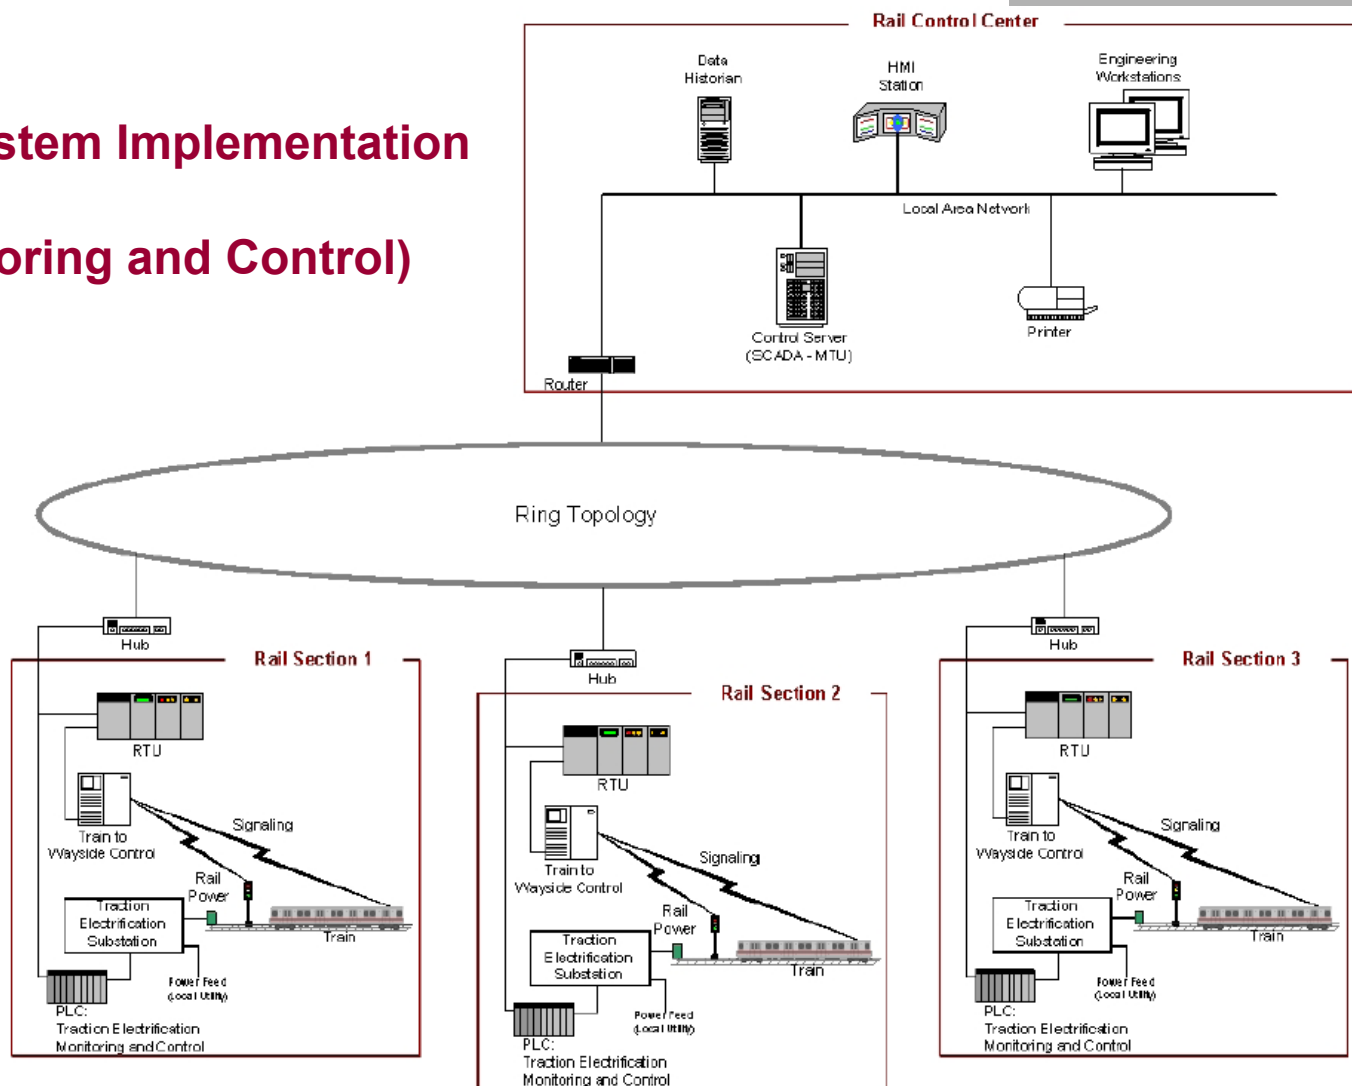 stem Implementation
oring and Control)
Rail Control Center
Data
Historian
HMI
Station
Engineering
Workstations
Local Area Network
Control Server
(SCADA - MTU)
Printer
Router
Ring Topology
Hub
Rail Section 1
RTU
Train to
Wayside Control
Signaling
Rail
Power
Traction
Electrification
Substation
Train
Power Feed
(Local Utility)
PLC:
Traction Electrification
Monitoring and Control
Hub
Rail Section 2
RTU
Train to
Wayside Control
Signaling
Rail
Power
Traction
Electrification
Substation
Train
Power Feed
(Local Utility)
PLC:
Traction Electrification
Monitoring and Control
Hub
Rail Section 3
RTU
Train to
Wayside Control
Signaling
Rail
Power
Traction
Electrification
Substation
Train
Power Feed
(Local Utility)
PLC:
Traction Electrification
Monitoring and Control